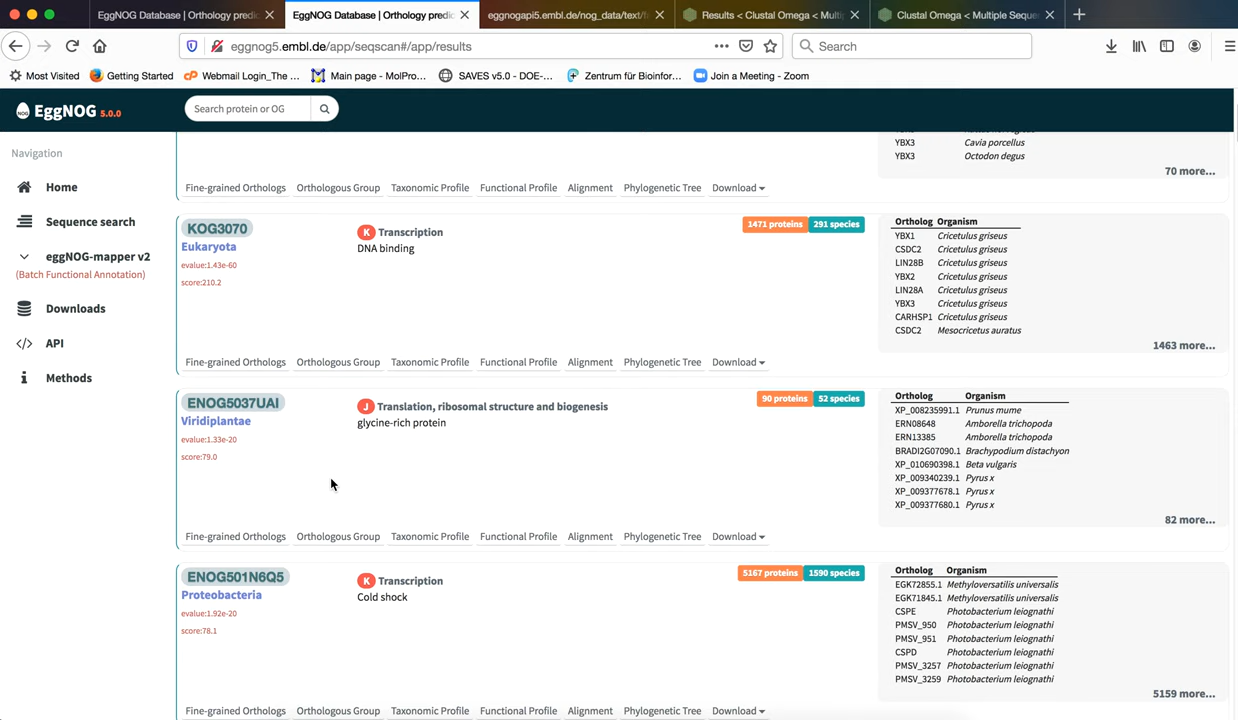 EggNOG Database | Orthology predic
EggNOG Database | Orthology predic
eggnogapi5.embl.de/nog_data/text/f
Results < Clustal Omega < Multip
Clustal Omega < Multiple Sequen
eggnog5.embl.de/app/seqscan#/app/results
Search
Most Visited
Getting Started
Webmail Login_The ...
Main page - MolPro...
SAVES v5.0 - DOE-...
Zentrum für Bioinfor...
Join a Meeting - Zoom
NOG
EggNOG 5.0.0
Search protein or OG
Navigation
Home
Sequence search
eggNOG-mapper v2
(Batch Functional Annotation)
Downloads
API
Methods
YBX3 Cavia porcellus
YBX3 Octodon degus
70 more...
Fine-grained Orthologs Orthologous Group Taxonomic Profile Functional Profile Alignment Phylogenetic Tree Download
KOG3070
Eukaryota
evalue:1.43e-60
score:210.2
K Transcription
DNA binding
1471 proteins 291 species
Ortholog Organism
YBX1 Cricetulus griseus
CSDC2 Cricetulus griseus
LIN28B Cricetulus griseus
YBX2 Cricetulus griseus
LIN28A Cricetulus griseus
YBX3 Cricetulus griseus
CARHSP1 Cricetulus griseus
CSDC2 Mesocricetus auratus
1463 more...
Fine-grained Orthologs Orthologous Group Taxonomic Profile Functional Profile Alignment Phylogenetic Tree Download
ENOG5037UAI
Viridiplantae
evalue:1.33e-20
score:79.0
J Translation, ribosomal structure and biogenesis
glycine-rich protein
90 proteins 52 species
Ortholog Organism
XP_008235991.1 Prunus mume
ERN08648 Amborella trichopoda
ERN13385 Amborella trichopoda
BRADI2G07090.1 Brachypodium distachyon
XP_010690398.1 Beta vulgaris
XP_009340239.1 Pyrus x
XP_009377678.1 Pyrus x
XP_009377680.1 Pyrus x
82 more...
Fine-grained Orthologs Orthologous Group Taxonomic Profile Functional Profile Alignment Phylogenetic Tree Download
ENOG501N6Q5
Proteobacteria
evalue:1.92e-20
score:78.1
K Transcription
Cold shock
5167 proteins 1590 species
Ortholog Organism
EGK72855.1 Methyloversatilis universalis
EGK71845.1 Methyloversatilis universalis
CSPE Photobacterium leiognathi
PMSV_950 Photobacterium leiognathi
PMSV_951 Photobacterium leiognathi
CSPD Photobacterium leiognathi
PMSV_3257 Photobacterium leiognathi
PMSV_3259 Photobacterium leiognathi
5159 more...
Fine-grained Orthologs Orthologous Group Taxonomic Profile Functional Profile Alignment Phylogenetic Tree Download